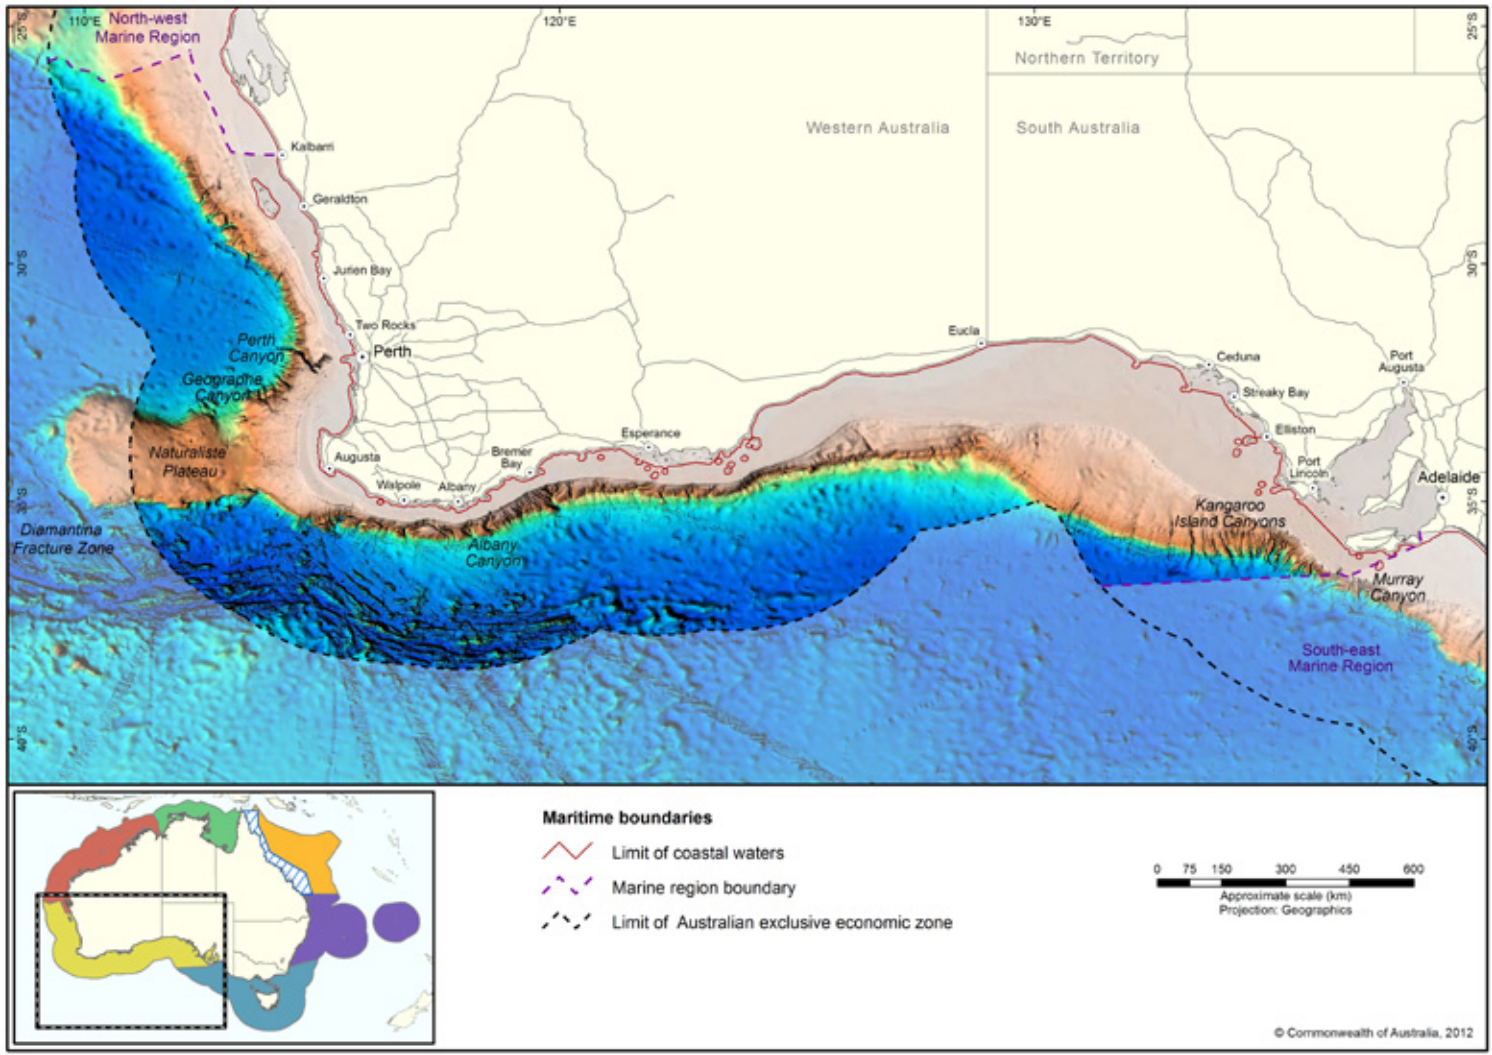 110°E
120°E
130°E
25°S
25°S
North-west
Marine Region
Northern Territory
Western Australia
South Australia
Kalbarri
Geraldton
30°S
30°S
Jurien Bay
Two Rocks
Perth
Perth
Canyon
Geographe
Canyon
Eucla
Ceduna
Port
Augusta
Streaky Bay
Elliston
Esperance
Bremer
Bay
Naturaliste
Plateau
Augusta
Walpole
Albany
Port
Lincoln
Adelaide
35°S
35°S
Kangaroo
Island Canyons
Diamantina
Fracture Zone
Albany
Canyon
Murray
Canyon
South-east
Marine Region
40°S
40°S
Maritime boundaries
Limit of coastal waters
Marine region boundary
Limit of Australian exclusive economic zone
0 75 150 300 450 600
Approximate scale (km)
Projection: Geographics
© Commonwealth of Australia, 2012